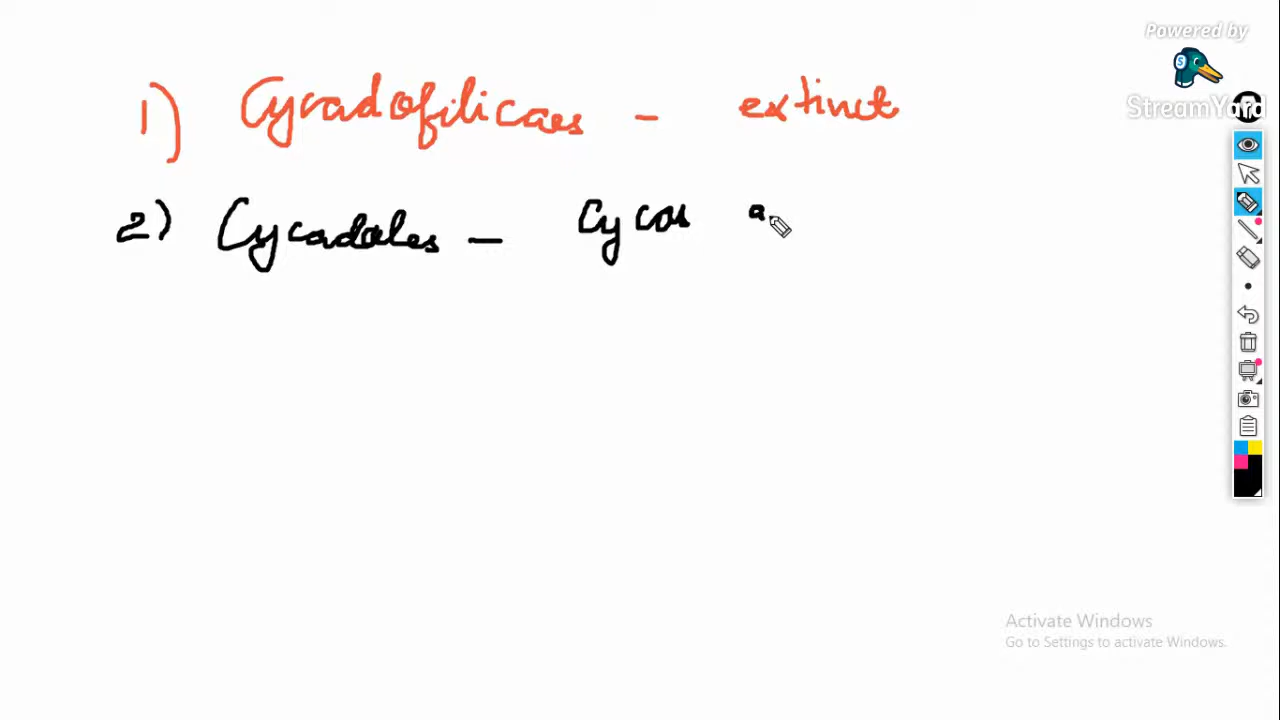 Powered by
StreamYard
1) Cycadofilicaes - extinct
2) Cycadales - Cycas a
Activate Windows
Go to Settings to activate Windows.